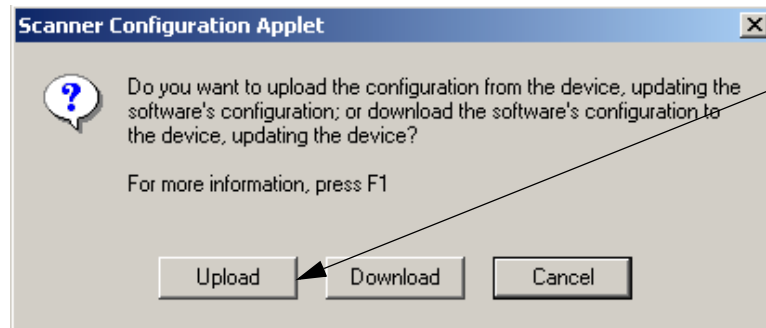 Scanner Configuration Applet
Do you want to upload the configuration from the device, updating the
software's configuration; or download the software's configuration to
the device, updating the device?
For more information, press F1
Upload Download Cancel